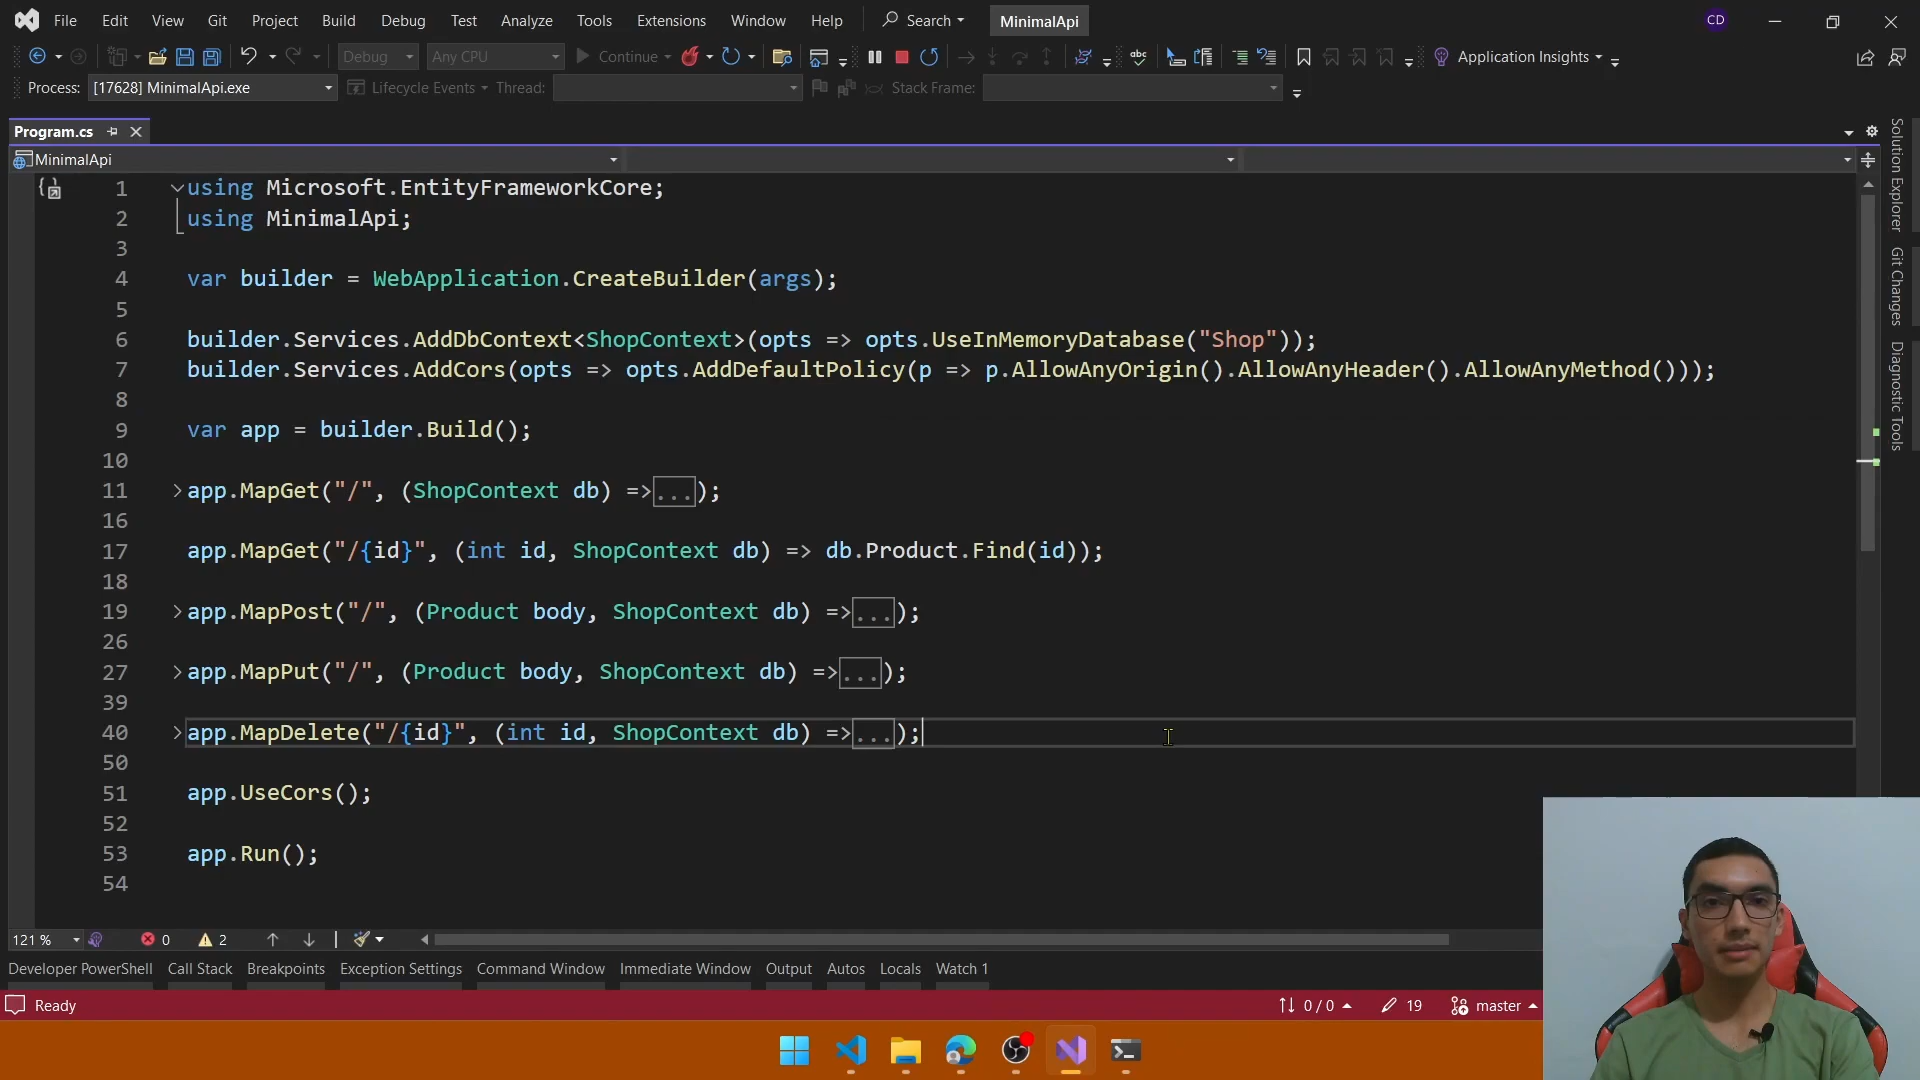 File Edit View Git Project Build Debug Test Analyze Tools Extensions Window Help Search MinimalApi CD
Debug Any CPU Continue Application Insights
Process: [17628] MinimalApi.exe Lifecycle Events Thread: Stack Frame:
Program.cs
MinimalApi
1 using Microsoft.EntityFrameworkCore;
2 using MinimalApi;
3
4 var builder = WebApplication.CreateBuilder(args);
5
6 builder.Services.AddDbContext<ShopContext>(opts => opts.UseInMemoryDatabase("Shop"));
7 builder.Services.AddCors(opts => opts.AddDefaultPolicy(p => p.AllowAnyOrigin().AllowAnyHeader().AllowAnyMethod()));
8
9 var app = builder.Build();
10
11 app.MapGet("/", (ShopContext db) =>...);
16
17 app.MapGet("/{id}", (int id, ShopContext db) => db.Product.Find(id));
18
19 app.MapPost("/", (Product body, ShopContext db) =>...);
26
27 app.MapPut("/", (Product body, ShopContext db) =>...);
39
40 app.MapDelete("/{id}", (int id, ShopContext db) =>...);
50
51 app.UseCors();
52
53 app.Run();
54
Solution Explorer
Git Changes
Diagnostic Tools
121 % 0 2
Developer PowerShell Call Stack Breakpoints Exception Settings Command Window Immediate Window Output Autos Locals Watch 1
Ready 0 / 0 19 master